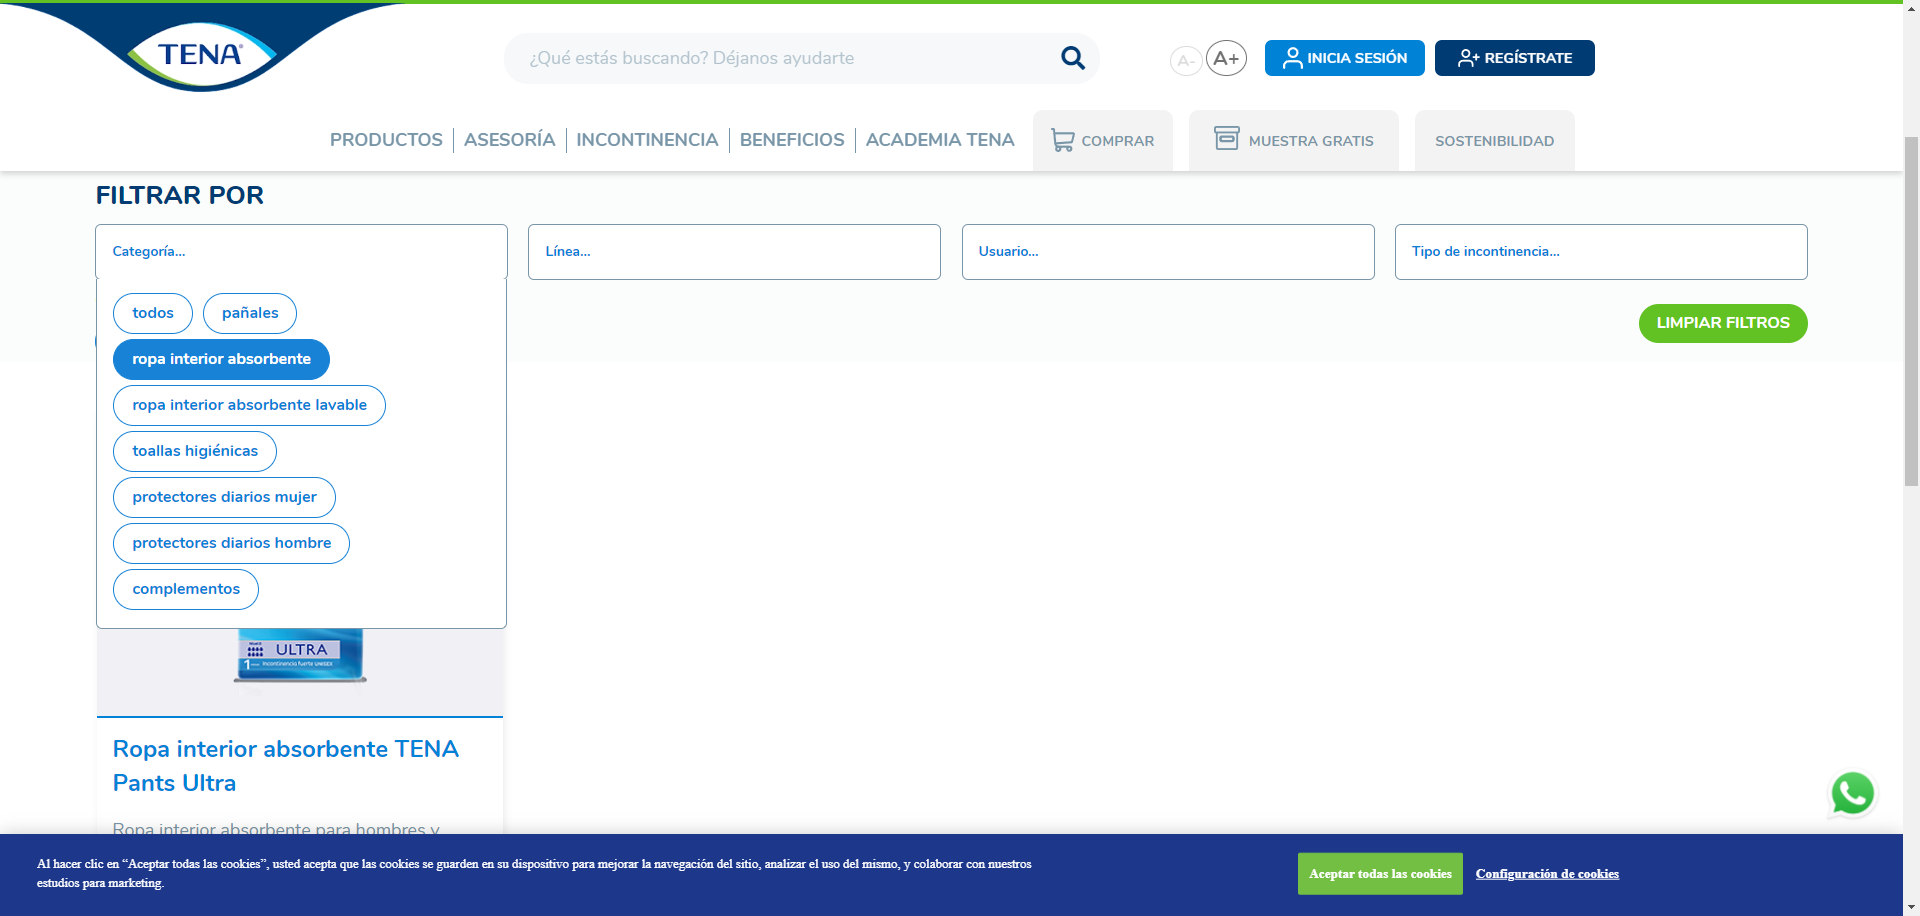 TENA
¿Qué estás buscando? Déjanos ayudarte
A-
A+
INICIA SESIÓN
REGÍSTRATE
PRODUCTOS
ASESORÍA
INCONTINENCIA
BENEFICIOS
ACADEMIA TENA
COMPRAR
MUESTRA GRATIS
SOSTENIBILIDAD
FILTRAR POR
Categoría...
Línea...
Usuario...
Tipo de incontinencia...
todos
pañales
LIMPIAR FILTROS
ropa interior absorbente
ropa interior absorbente lavable
toallas higiénicas
protectores diarios mujer
protectores diarios hombre
complementos
ULTRA
Incontinencia fuerte UNISEX
Ropa interior absorbente TENA
Pants Ultra
Ropa interior absorbente para hombres y
Al hacer clic en “Aceptar todas las cookies”, usted acepta que las cookies se guarden en su dispositivo para mejorar la navegación del sitio, analizar el uso del mismo, y colaborar con nuestros
estudios para marketing.
Aceptar todas las cookies
Configuración de cookies